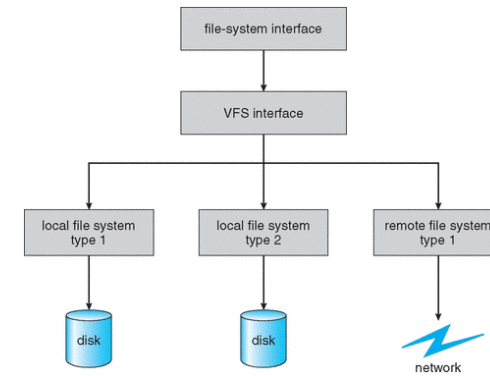 file-system interface
VFS interface
local file system
type 1
local file system
type 2
remote file system
type 1
disk
disk
network